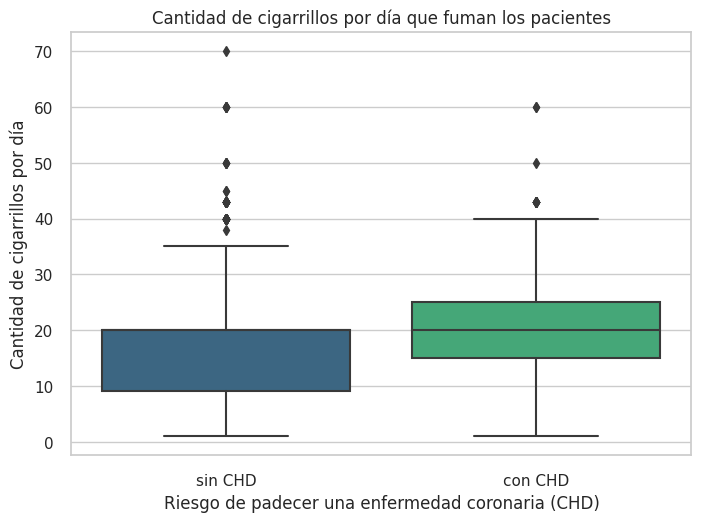 Cantidad de cigarrillos por día que fuman los pacientes
Cantidad de cigarrillos por día
70
60
50
40
30
20
10
0
sin CHD
con CHD
Riesgo de padecer una enfermedad coronaria (CHD)